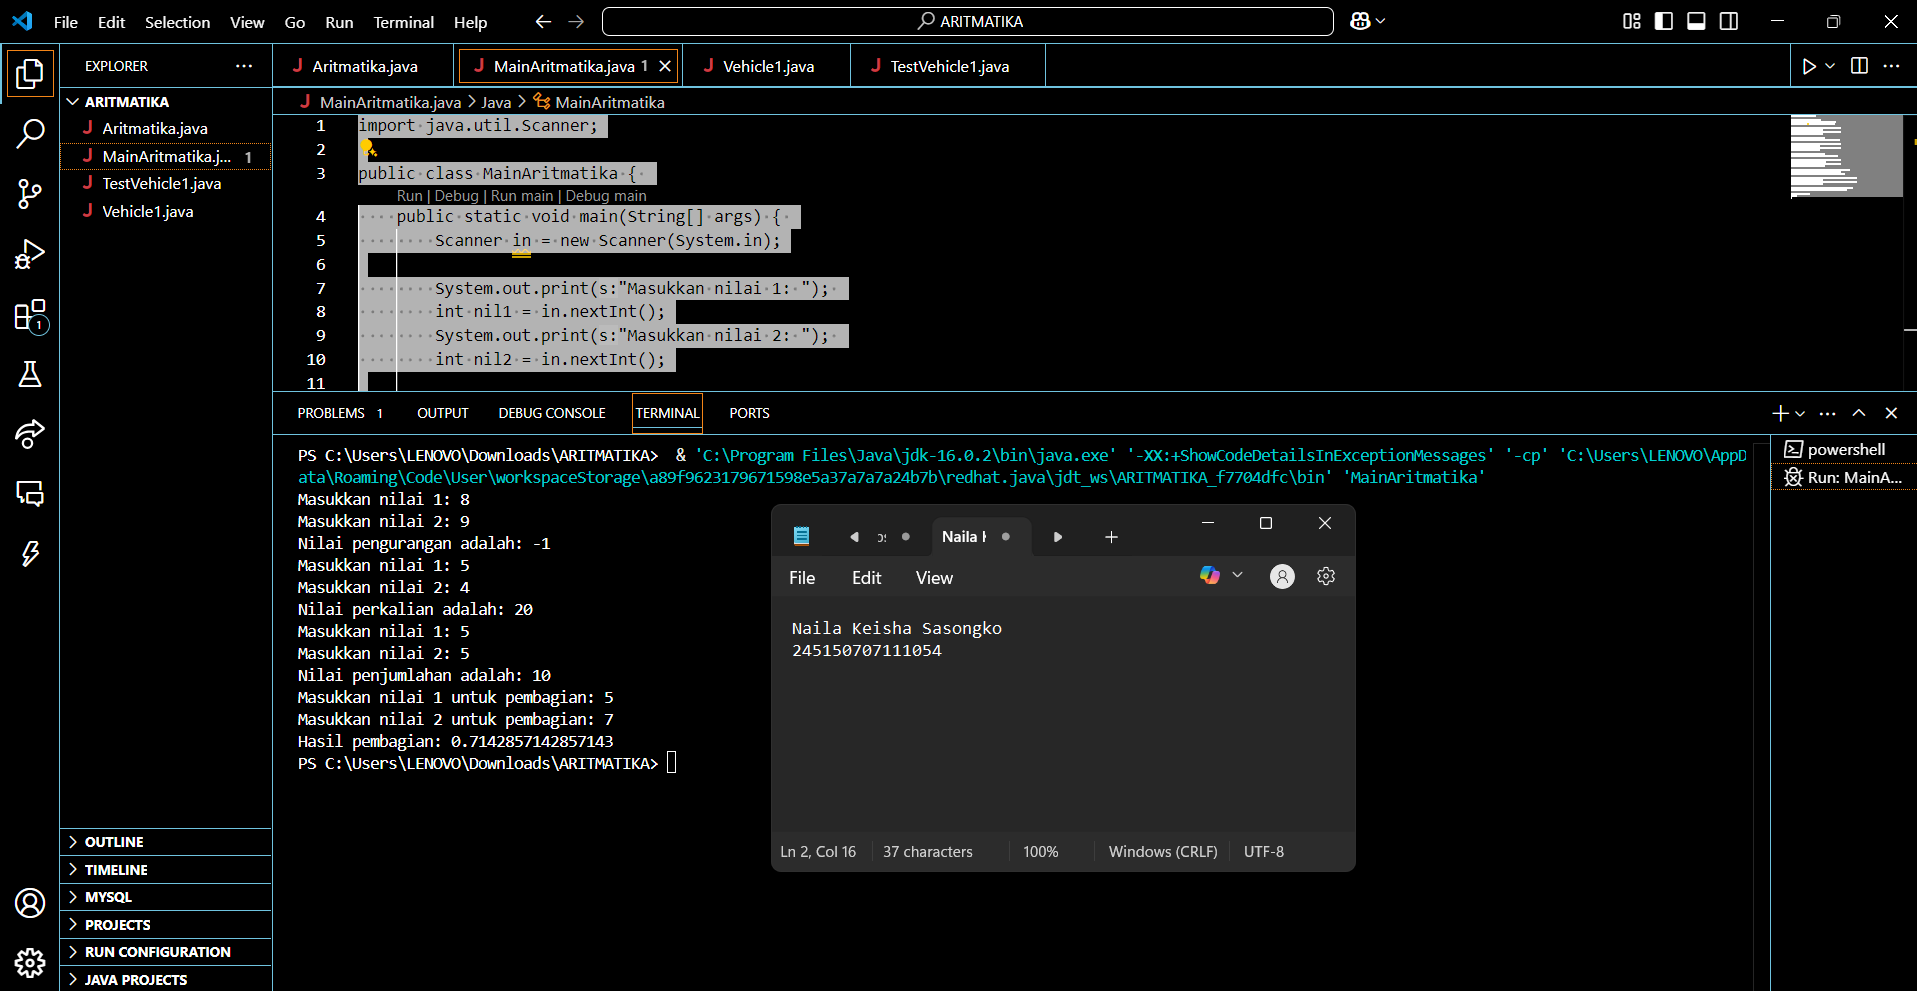 File Edit Selection View Go Run Terminal Help
ARITMATIKA
EXPLORER
ARITMATIKA
Aritmatika.java
MainAritmatika.j... 1
TestVehicle1.java
Vehicle1.java
1
OUTLINE
TIMELINE
MYSQL
PROJECTS
RUN CONFIGURATION
JAVA PROJECTS
Aritmatika.java MainAritmatika.java 1 Vehicle1.java TestVehicle1.java
MainAritmatika.java > Java > MainAritmatika
1 import java.util.Scanner;
2
3 public class MainAritmatika {
Run | Debug | Run main | Debug main
4 public static void main(String[] args) {
5 Scanner in = new Scanner(System.in);
6
7 System.out.print(s:"Masukkan nilai 1: ");
8 int nil1 = in.nextInt();
9 System.out.print(s:"Masukkan nilai 2: ");
10 int nil2 = in.nextInt();
11
PROBLEMS 1 OUTPUT DEBUG CONSOLE TERMINAL PORTS
PS C:\Users\LENOVO\Downloads\ARITMATIKA> & 'C:\Program Files\Java\jdk-16.0.2\bin\java.exe' '-XX:+ShowCodeDetailsInExceptionMessages' '-cp' 'C:\Users\LENOVO\AppD
ata\Roaming\Code\User\workspaceStorage\a89f9623179671598e5a37a7a7a24b7b\redhat.java\jdt_ws\ARITMATIKA_f7704dfc\bin' 'MainAritmatika'
Masukkan nilai 1: 8
Masukkan nilai 2: 9
Nilai pengurangan adalah: -1
Masukkan nilai 1: 5
Masukkan nilai 2: 4
Nilai perkalian adalah: 20
Masukkan nilai 1: 5
Masukkan nilai 2: 5
Nilai penjumlahan adalah: 10
Masukkan nilai 1 untuk pembagian: 5
Masukkan nilai 2 untuk pembagian: 7
Hasil pembagian: 0.7142857142857143
PS C:\Users\LENOVO\Downloads\ARITMATIKA>
powershell
Run: MainA...
Naila
File Edit View
Naila Keisha Sasongko
245150707111054
Ln 2, Col 16 37 characters 100% Windows (CRLF) UTF-8